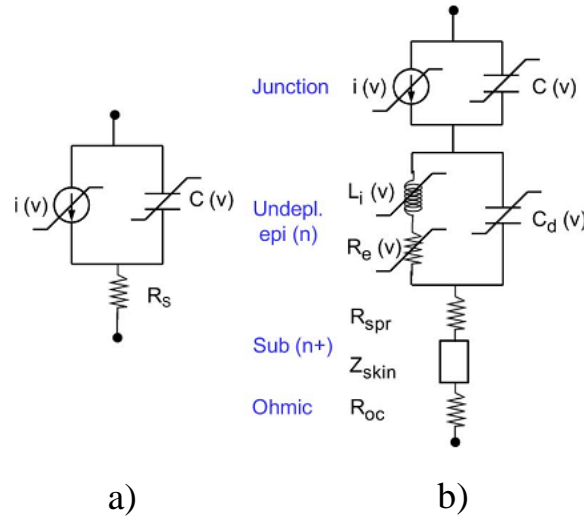 i (v)
C (v)
R_s
a)
Junction
i (v)
C (v)
Undepl.
epi (n)
L_i (v)
R_e (v)
C_d (v)
Sub (n+)
R_spr
Z_skin
Ohmic
R_oc
b)